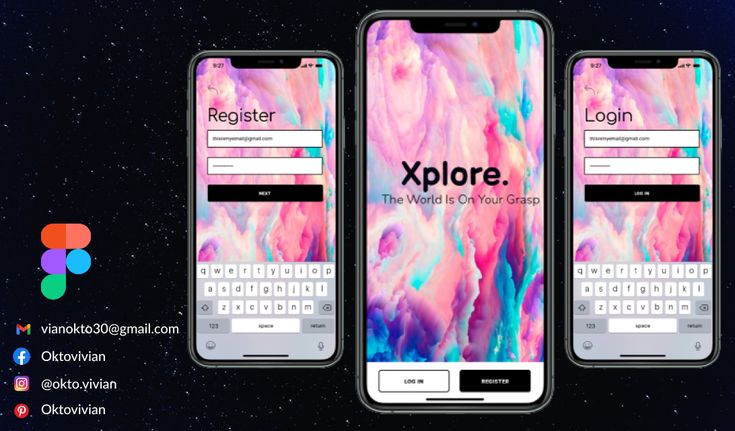 9:27
Register
thisismyemail@gmail.com
NEXT
q w e r t y u i o p
a s d f g h j k l
z x c v b n m
123 space return
Xplore.
The World Is On Your Grasp
LOG IN REGISTER
9:27
Login
thisismyemail@gmail.com
LOG IN
q w e r t y u i o p
a s d f g h j k l
z x c v b n m
123 space return
vianokto30@gmail.com
Oktovivian
@okto.vivian
Oktovivian